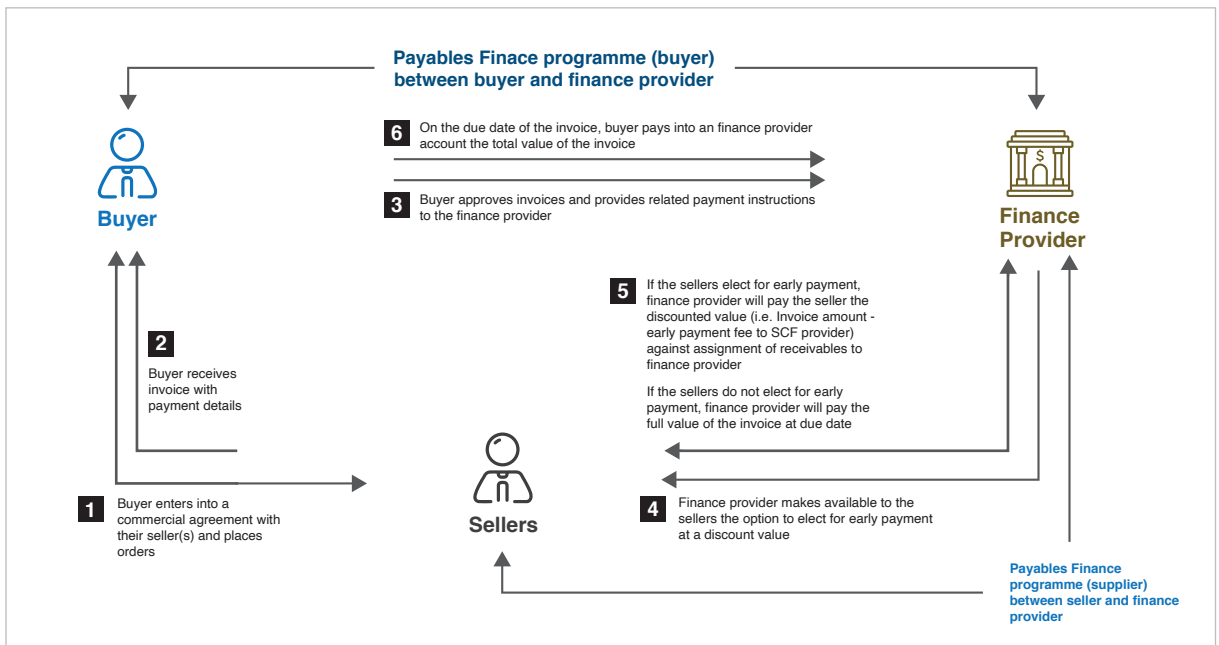 Payables Finace programme (buyer)
between buyer and finance provider
6
On the due date of the invoice, buyer pays into an finance provider
account the total value of the invoice
3
Buyer approves invoices and provides related payment instructions
to the finance provider
Buyer
$
Finance
Provider
2
Buyer receives
invoice with
payment details
5
If the sellers elect for early payment,
finance provider will pay the seller the
discounted value (i.e. Invoice amount -
early payment fee to SCF provider)
against assignment of receivables to
finance provider
If the sellers do not elect for early
payment, finance provider will pay the
full value of the invoice at due date
1
Buyer enters into a
commercial agreement with
their seller(s) and places
orders
Sellers
4
Finance provider makes available to the
sellers the option to elect for early payment
at a discount value
Payables Finance
programme (supplier)
between seller and finance
provider